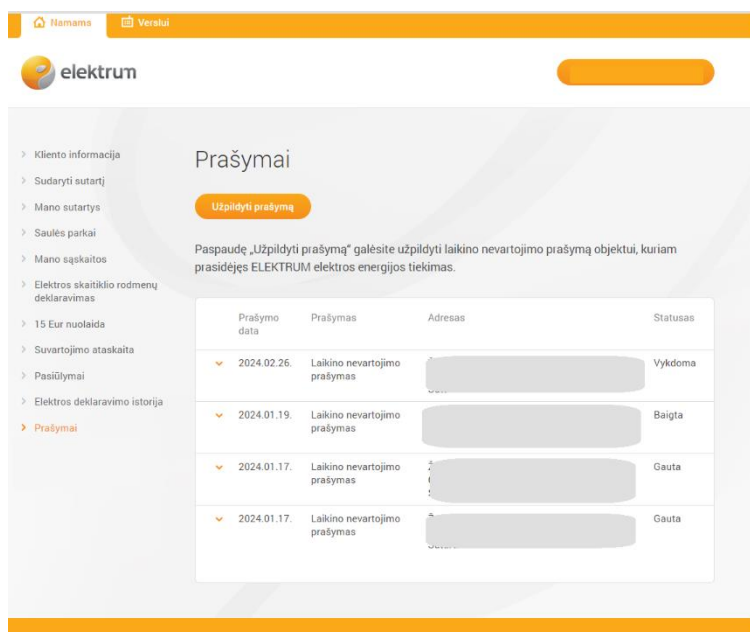 Namams
Verslui
elektrum
Kliento informacija
Sudaryti sutartį
Mano sutartys
Saulės parkai
Mano sąskaitos
Elektros skaitiklio rodmenų
deklaravimas
15 Eur nuolaida
Suvartojimo ataskaita
Pasiūlymai
Elektros deklaravimo istorija
Prašymai
Prašymai
Užpildyti prašymą
Paspaudę „Užpildyti prašymą“ galėsite užpildyti laikino nevartojimo prašymą objektui, kuriam
prasidėjęs ELEKTRUM elektros energijos tiekimas.
Prašymo data Prašymas Adresas Statusas
2024.02.26. Laikino nevartojimo Vykdoma
prašymas
2024.01.19. Laikino nevartojimo Baigta
prašymas
2024.01.17. Laikino nevartojimo Gauta
prašymas
2024.01.17. Laikino nevartojimo Gauta
prašymas